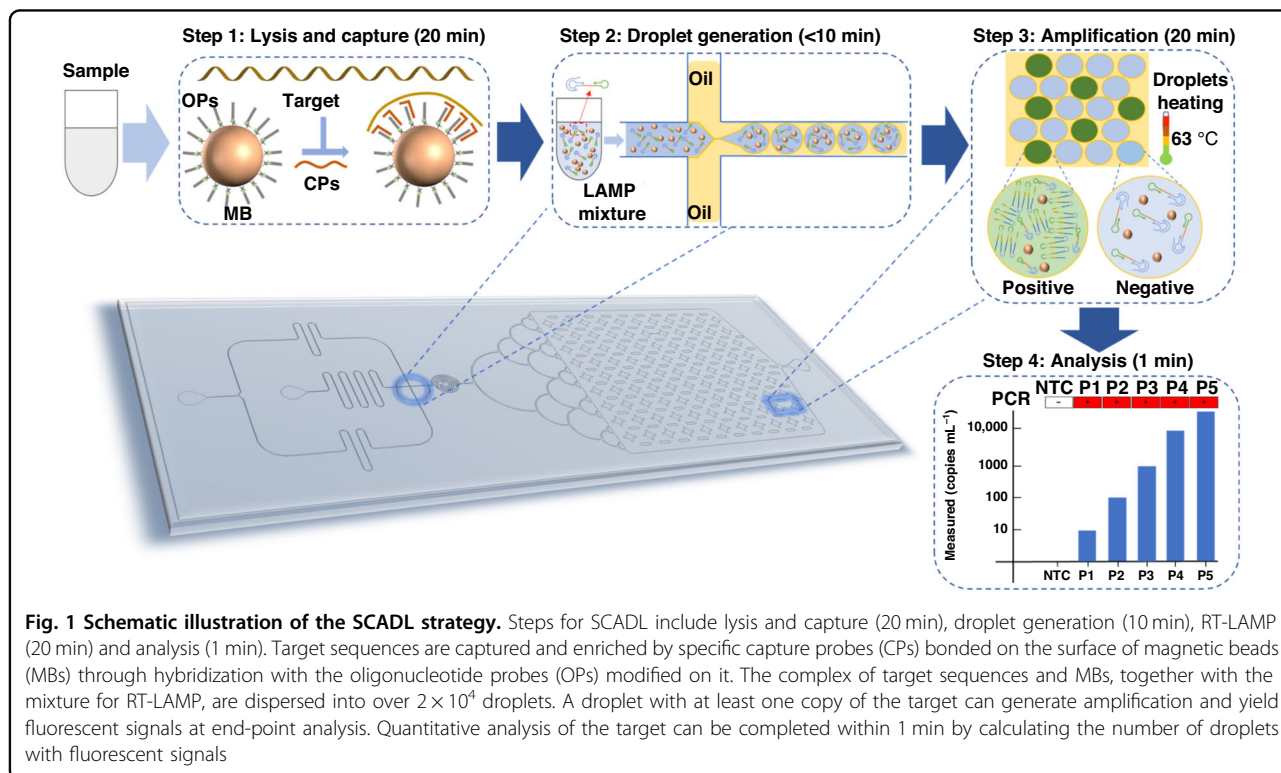 Step 1: Lysis and capture (20 min)
Step 2: Droplet generation (<10 min)
Step 3: Amplification (20 min)
Sample
OPs
Target
CPs
MB
Oil
LAMP
mixture
Oil
Droplets
heating
63 °C
Positive
Negative
Step 4: Analysis (1 min)
NTC P1 P2 P3 P4 P5
PCR
- + + + + +
Measured (copies mL⁻¹)
10,000
1000
100
10
NTC P1 P2 P3 P4 P5
Fig. 1 Schematic illustration of the SCADL strategy. Steps for SCADL include lysis and capture (20 min), droplet generation (10 min), RT-LAMP
(20 min) and analysis (1 min). Target sequences are captured and enriched by specific capture probes (CPs) bonded on the surface of magnetic beads
(MBs) through hybridization with the oligonucleotide probes (OPs) modified on it. The complex of target sequences and MBs, together with the
mixture for RT-LAMP, are dispersed into over 2 × 10⁴ droplets. A droplet with at least one copy of the target can generate amplification and yield
fluorescent signals at end-point analysis. Quantitative analysis of the target can be completed within 1 min by calculating the number of droplets
with fluorescent signals